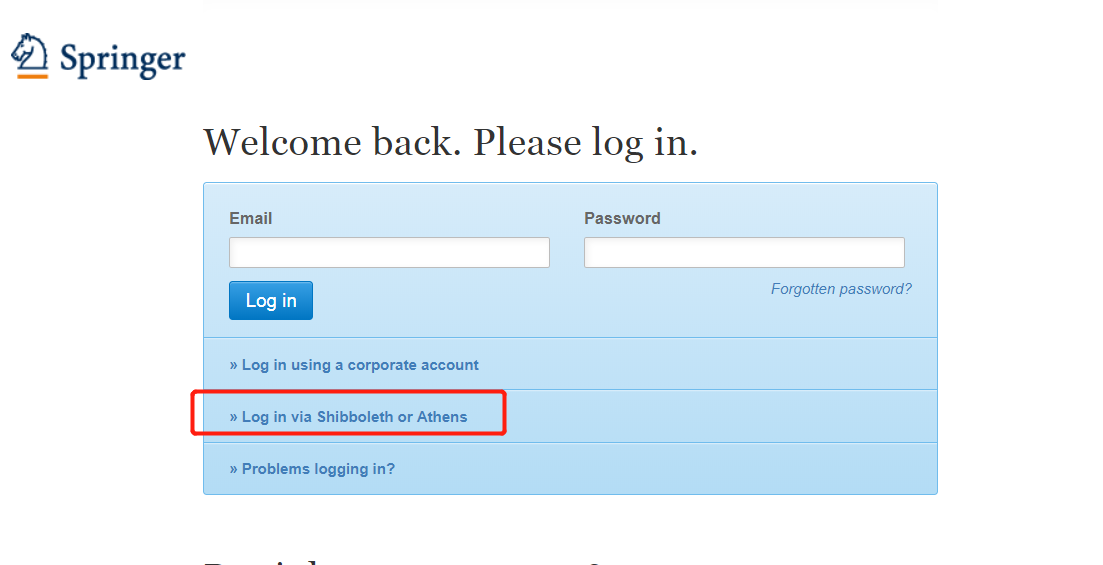 Springer
Welcome back. Please log in.
Email Password
Log in Forgotten password?
» Log in using a corporate account
» Log in via Shibboleth or Athens
» Problems logging in?